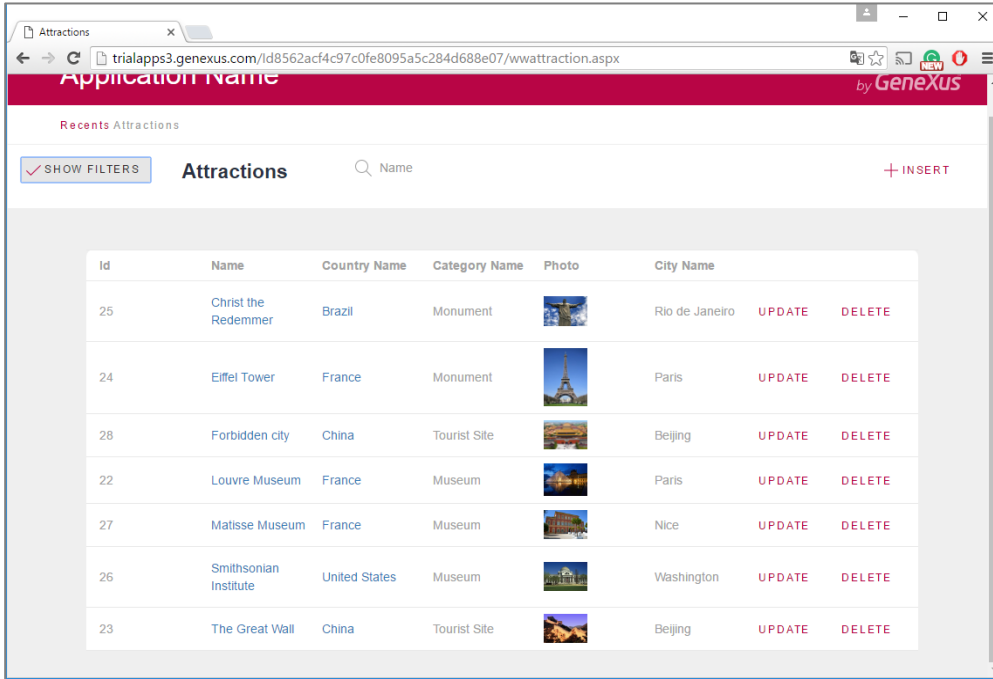 Attractions
trialapps3.genexus.com/Id8562acf4c97c0fe8095a5c284d688e07/wwattraction.aspx
NEW
Application Name
by GeneXus
Recents Attractions
SHOW FILTERS Attractions Name INSERT
Id Name Country Name Category Name Photo City Name
25 Christ the Redemmer Brazil Monument Rio de Janeiro UPDATE DELETE
24 Eiffel Tower France Monument Paris UPDATE DELETE
28 Forbidden city China Tourist Site Beijing UPDATE DELETE
22 Louvre Museum France Museum Paris UPDATE DELETE
27 Matisse Museum France Museum Nice UPDATE DELETE
26 Smithsonian Institute United States Museum Washington UPDATE DELETE
23 The Great Wall China Tourist Site Beijing UPDATE DELETE